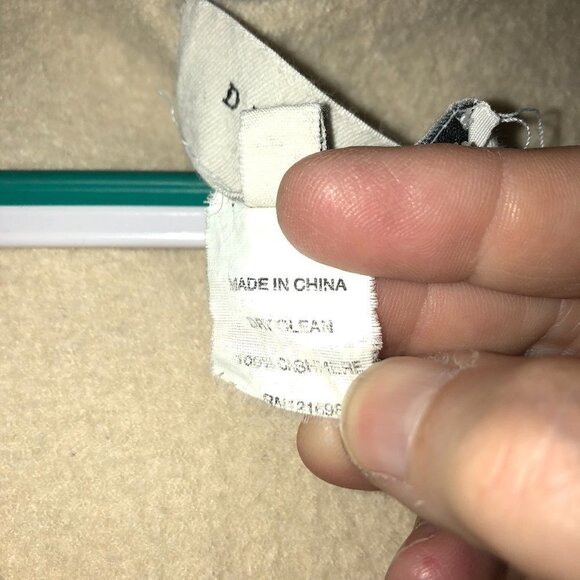 D
MADE IN CHINA
DRY CLEAN
100% CASHMERE